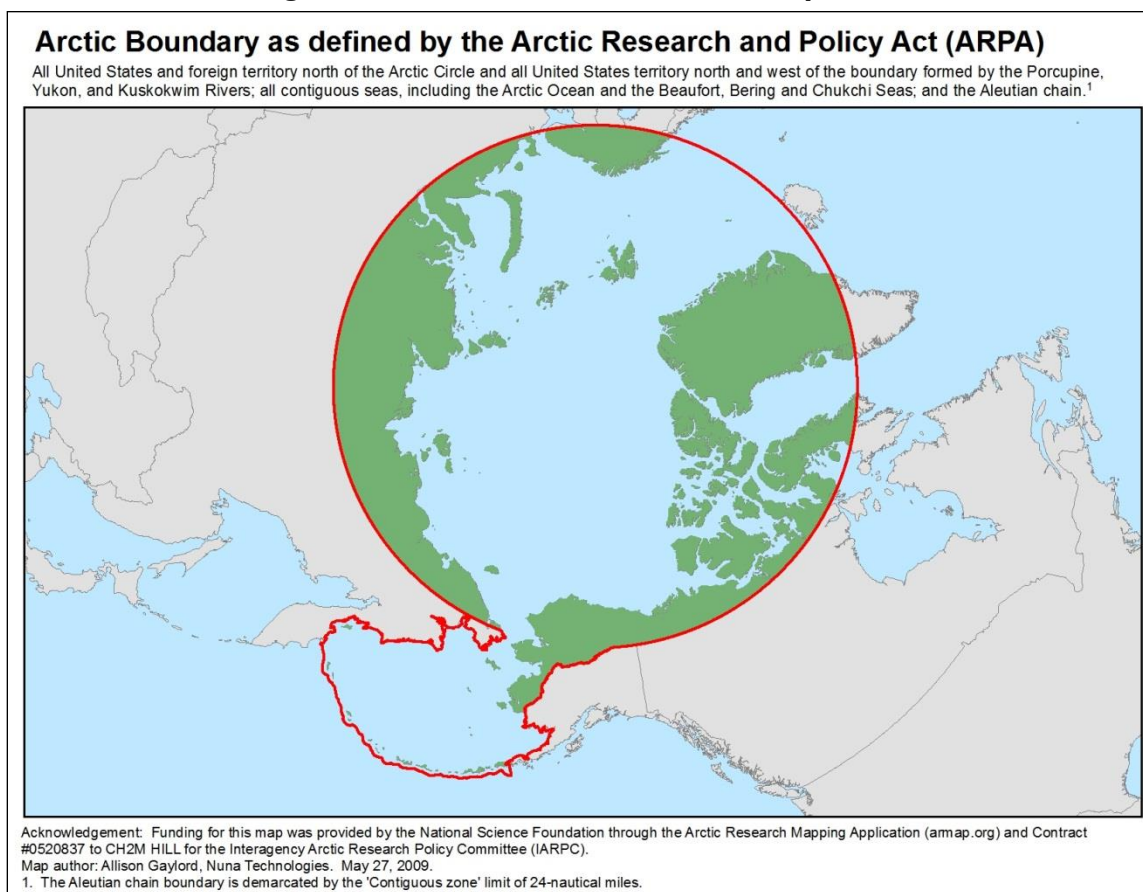 Arctic Boundary as defined by the Arctic Research and Policy Act (ARPA)
All United States and foreign territory north of the Arctic Circle and all United States territory north and west of the boundary formed by the Porcupine,
Yukon, and Kuskokwim Rivers; all contiguous seas, including the Arctic Ocean and the Beaufort, Bering and Chukchi Seas; and the Aleutian chain.¹
Acknowledgement: Funding for this map was provided by the National Science Foundation through the Arctic Research Mapping Application (armap.org) and Contract
#0520837 to CH2M HILL for the Interagency Arctic Research Policy Committee (IARPC).
Map author: Allison Gaylord, Nuna Technologies. May 27, 2009.
1. The Aleutian chain boundary is demarcated by the 'Contiguous zone' limit of 24-nautical miles.